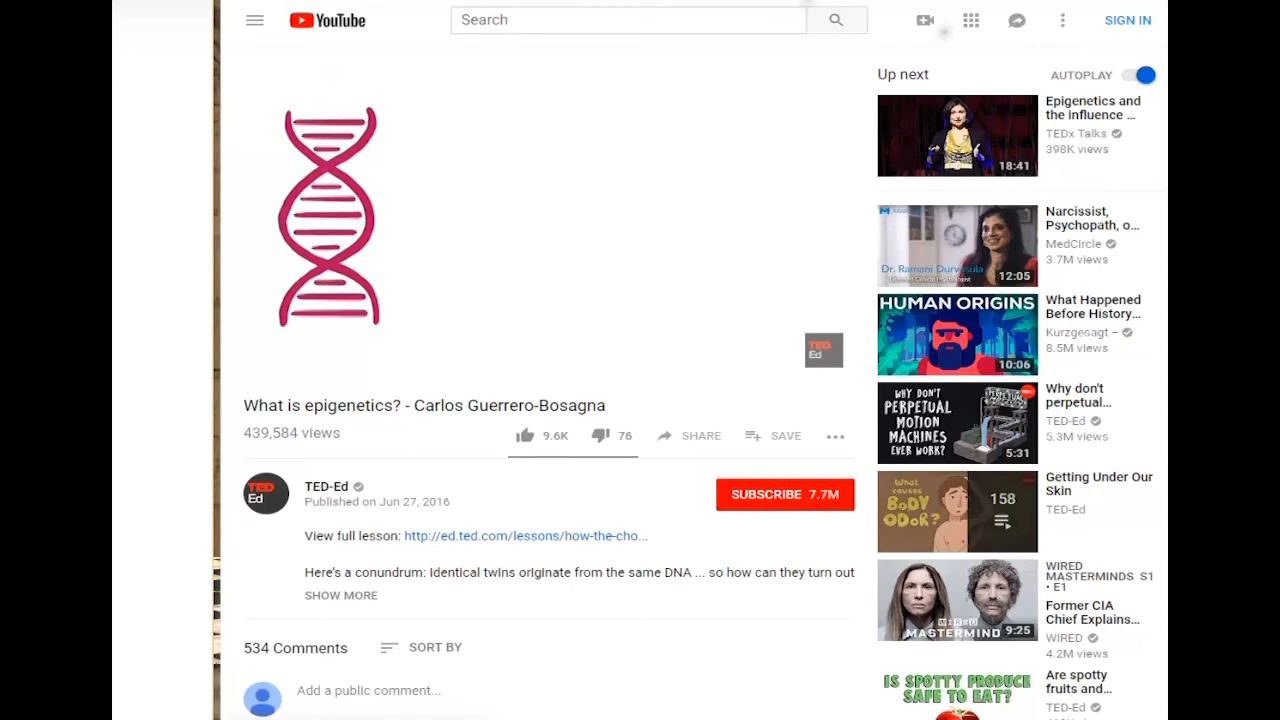 YouTube
Search
SIGN IN
TED
Ed
What is epigenetics? - Carlos Guerrero-Bosagna
439,584 views
9.6K
76
SHARE
SAVE
TED
Ed
TED-Ed
Published on Jun 27, 2016
SUBSCRIBE 7.7M
View full lesson: http://ed.ted.com/lessons/how-the-cho...
Here's a conundrum: Identical twins originate from the same DNA ... so how can they turn out
SHOW MORE
534 Comments
SORT BY
Add a public comment...
Up next
AUTOPLAY
18:41
Epigenetics and
the influence ...
TEDx Talks
398K views
Dr. Ramani Durvasula
12:05
Narcissist,
Psychopath, o...
MedCircle
3.7M views
HUMAN ORIGINS
10:06
What Happened
Before History...
Kurzgesagt –
8.5M views
WHY DON'T
PERPETUAL
MOTION
MACHINES
EVER WORK?
5:31
Why don't
perpetual...
TED-Ed
5.3M views
What
causes
BODY
ODOR?
158
Getting Under Our
Skin
TED-Ed
WIRED
MASTERMIND
9:25
WIRED
MASTERMINDS S1
• E1
Former CIA
Chief Explains...
WIRED
4.2M views
IS SPOTTY PRODUCE
SAFE TO EAT?
Are spotty
fruits and...
TED-Ed